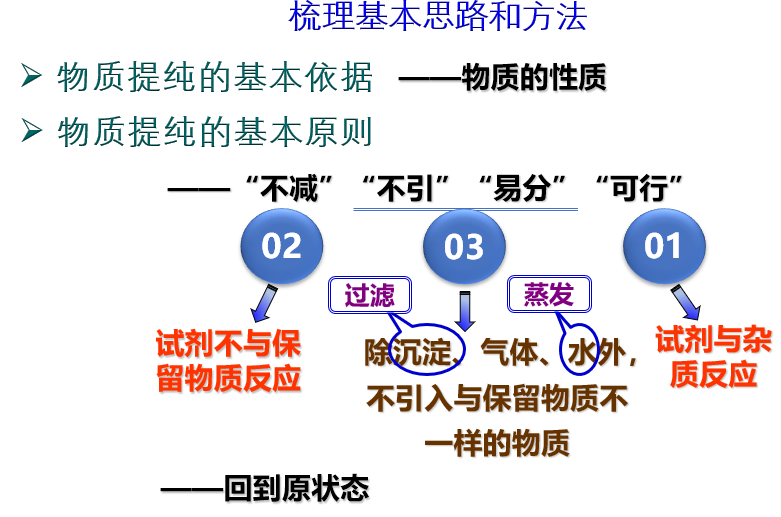 梳理基本思路和方法
物质提纯的基本依据 ——物质的性质
物质提纯的基本原则
——“不减” “不引” “易分” “可行”
02 03 01
过滤 蒸发
试剂不与保
留物质反应
除沉淀、气体、水外，
不引入与保留物质不
一样的物质
试剂与杂
质反应
——回到原状态